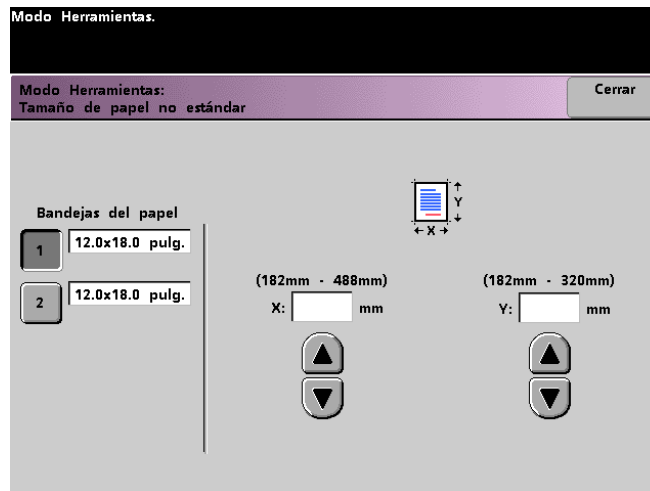 Modo Herramientas.
Modo Herramientas:
Tamaño de papel no estándar
Cerrar
Bandejas del papel
1 12.0x18.0 pulg.
2 12.0x18.0 pulg.
Y
X
(182mm - 488mm)
X: mm
(182mm - 320mm)
Y: mm